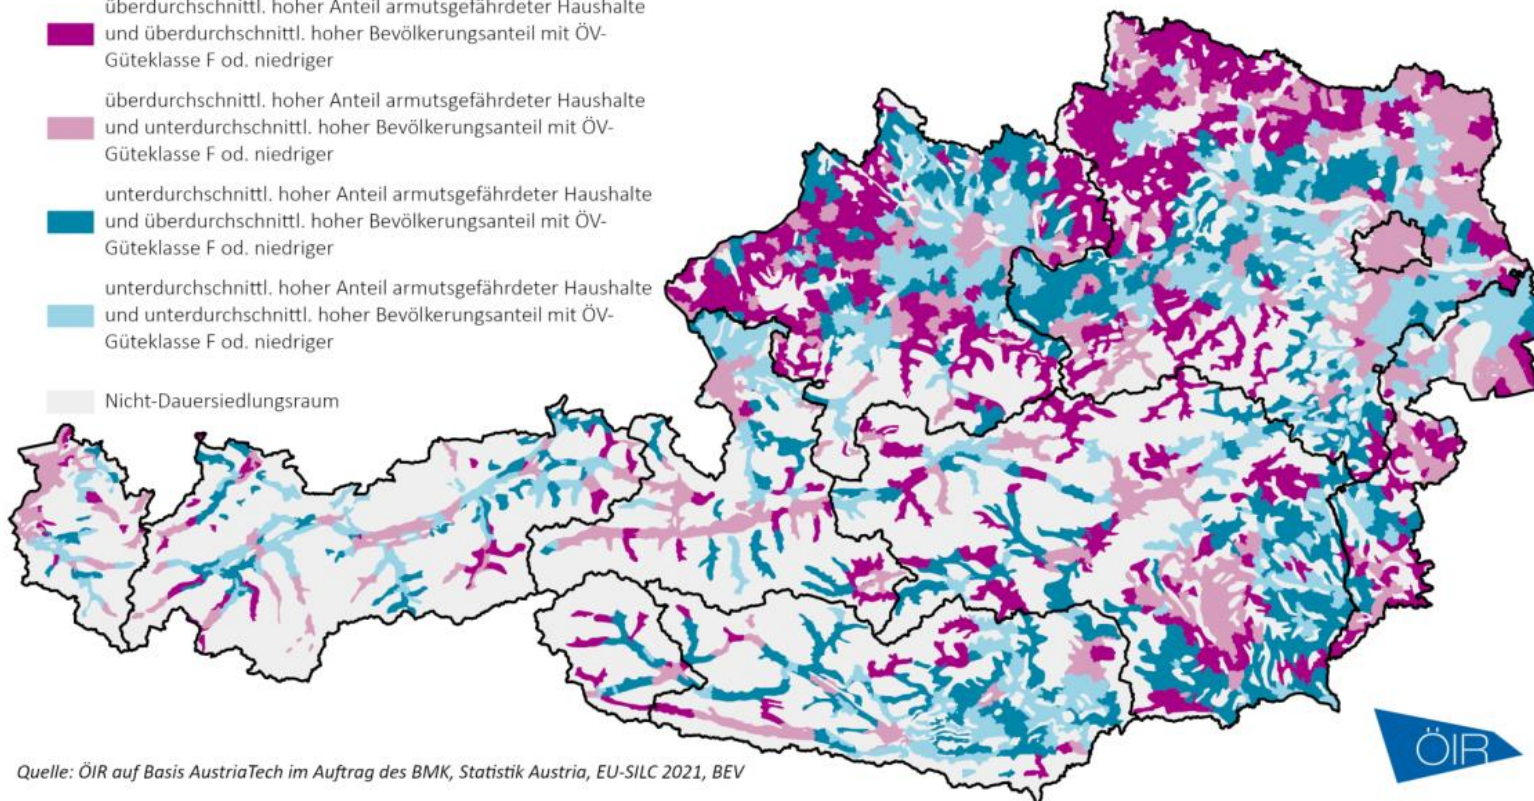 überdurchschnittl. hoher Anteil armutsgefährdeter Haushalte
und überdurchschnittl. hoher Bevölkerungsanteil mit ÖV-
Güteklasse F od. niedriger
überdurchschnittl. hoher Anteil armutsgefährdeter Haushalte
und unterdurchschnittl. hoher Bevölkerungsanteil mit ÖV-
Güteklasse F od. niedriger
unterdurchschnittl. hoher Anteil armutsgefährdeter Haushalte
und überdurchschnittl. hoher Bevölkerungsanteil mit ÖV-
Güteklasse F od. niedriger
unterdurchschnittl. hoher Anteil armutsgefährdeter Haushalte
und unterdurchschnittl. hoher Bevölkerungsanteil mit ÖV-
Güteklasse F od. niedriger
Nicht-Dauersiedlungsraum
Quelle: ÖIR auf Basis AustriaTech im Auftrag des BMK, Statistik Austria, EU-SILC 2021, BEV
ÖIR